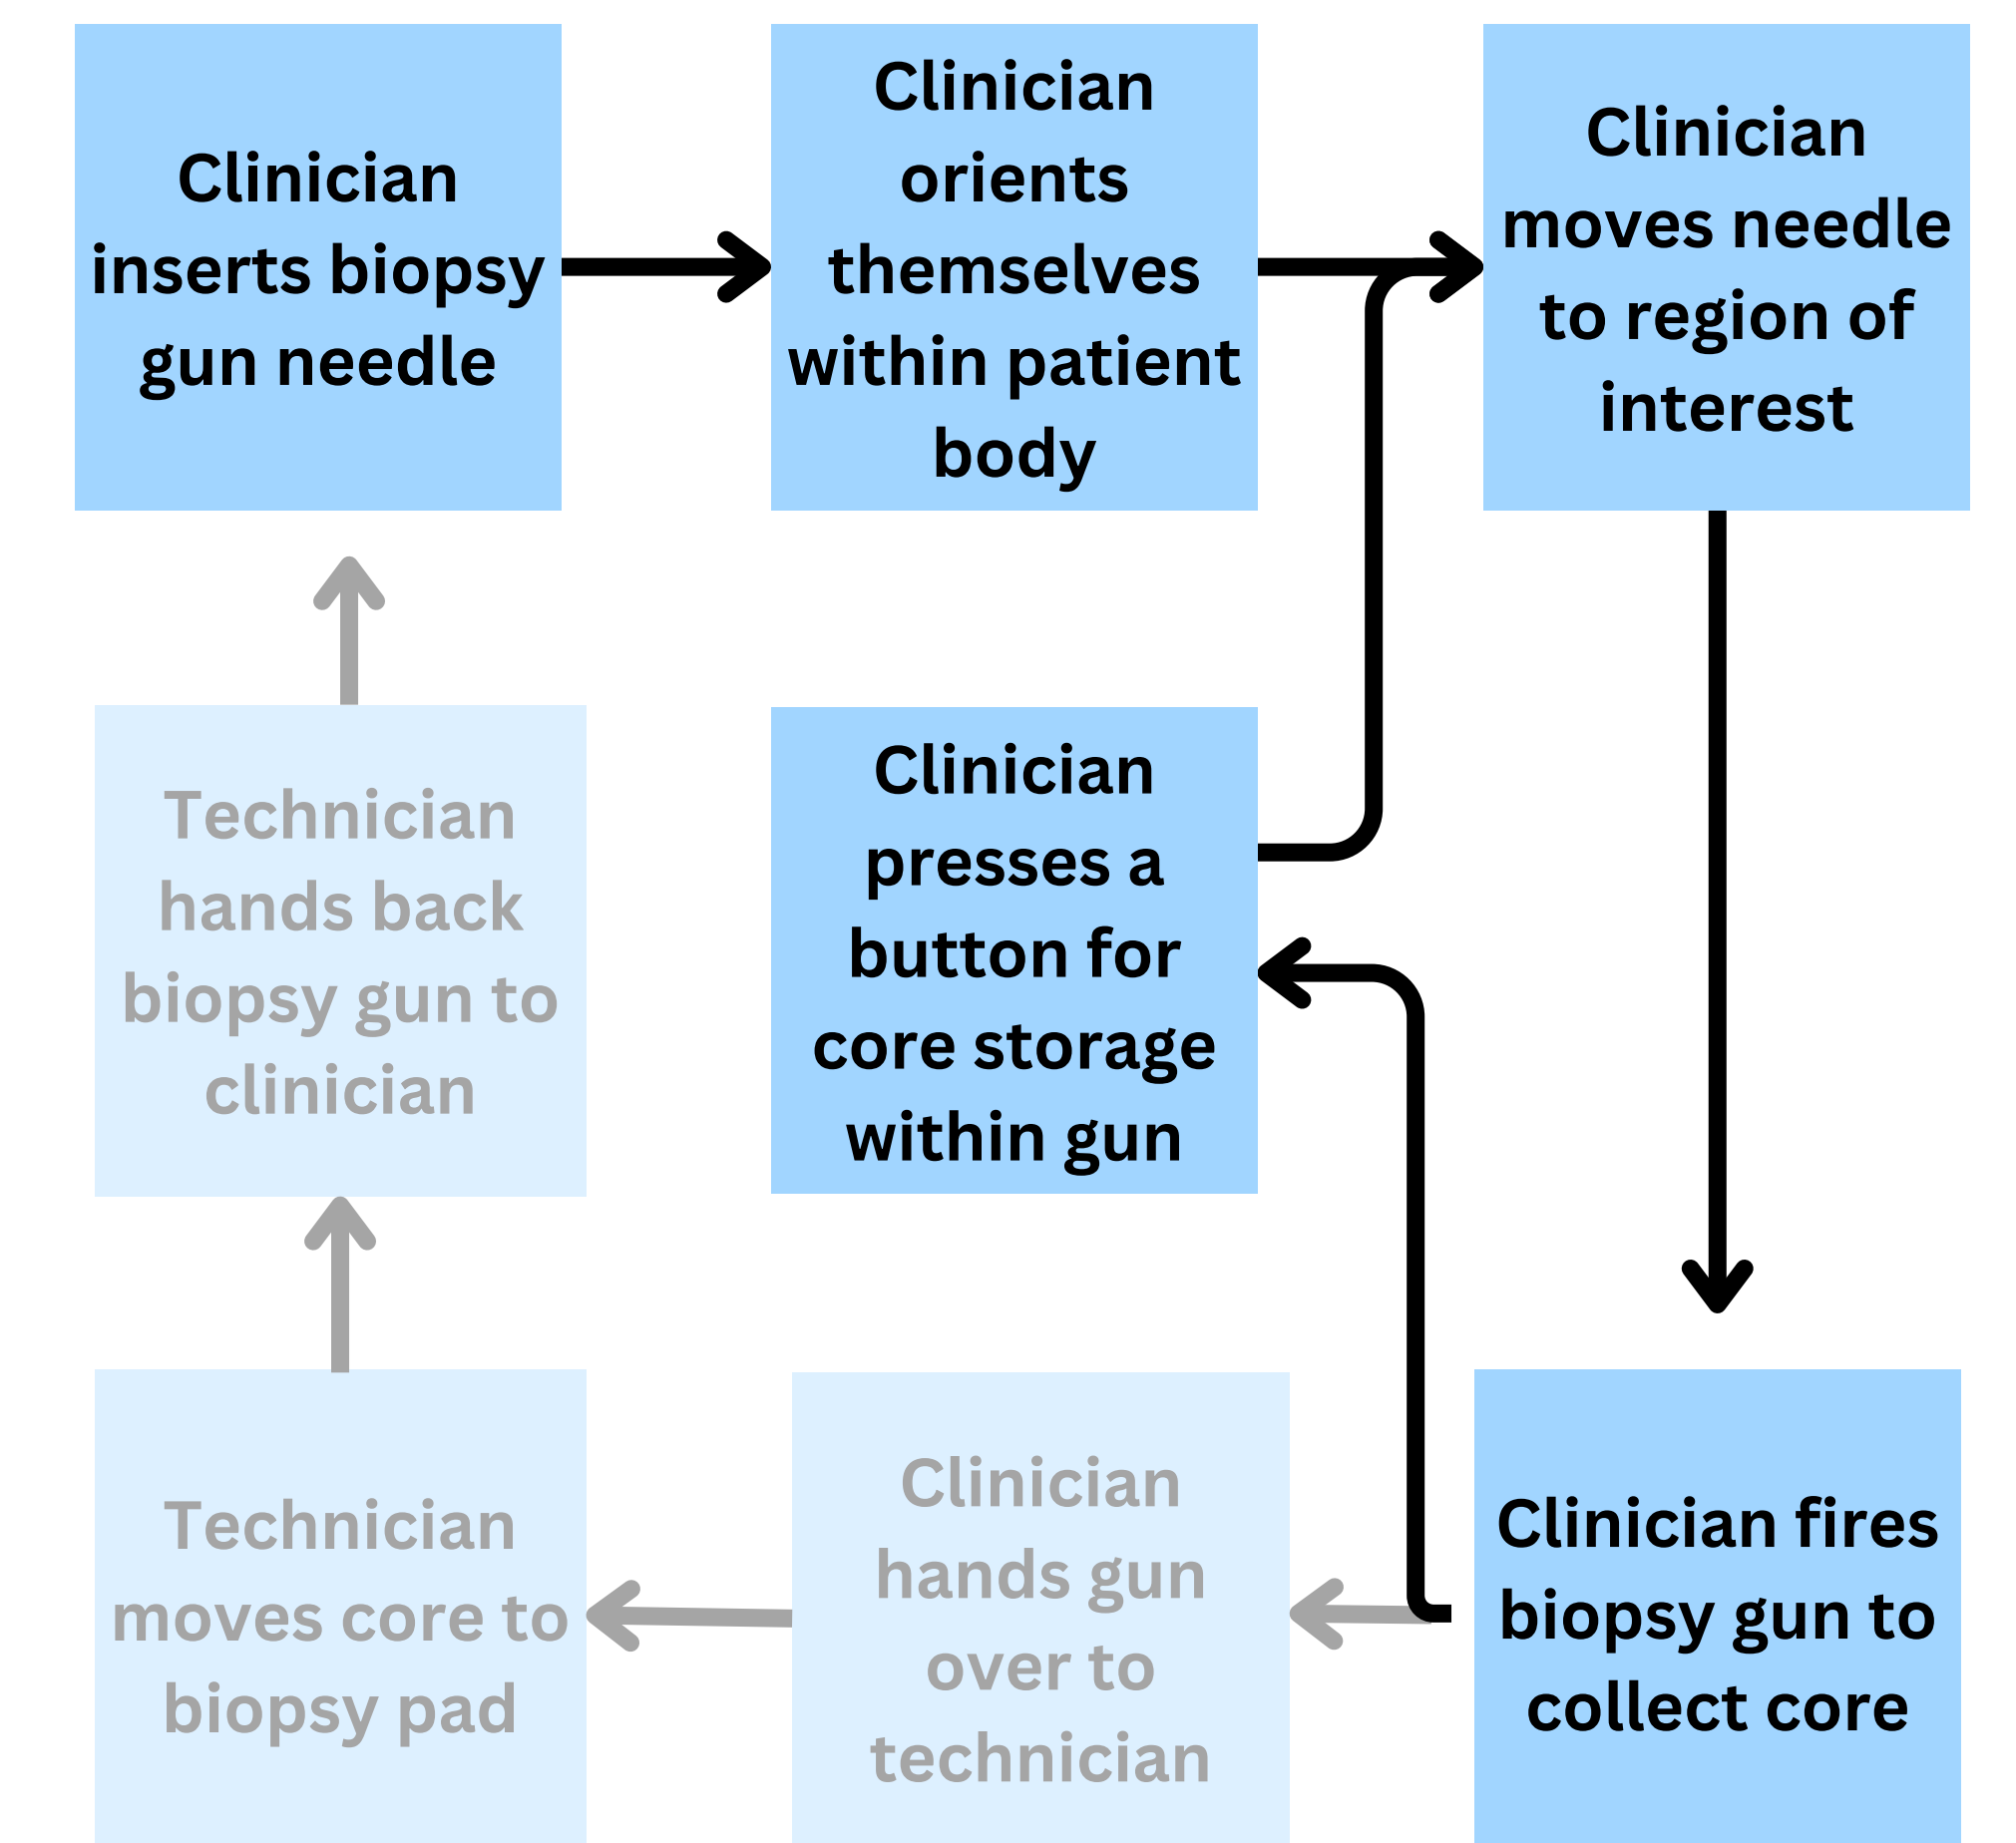 Clinician
inserts biopsy
gun needle
Clinician
orients
themselves
within patient
body
Clinician
moves needle
to region of
interest
Technician
hands back
biopsy gun to
clinician
Clinician
presses a
button for
core storage
within gun
Technician
moves core to
biopsy pad
Clinician
hands gun
over to
technician
Clinician fires
biopsy gun to
collect core